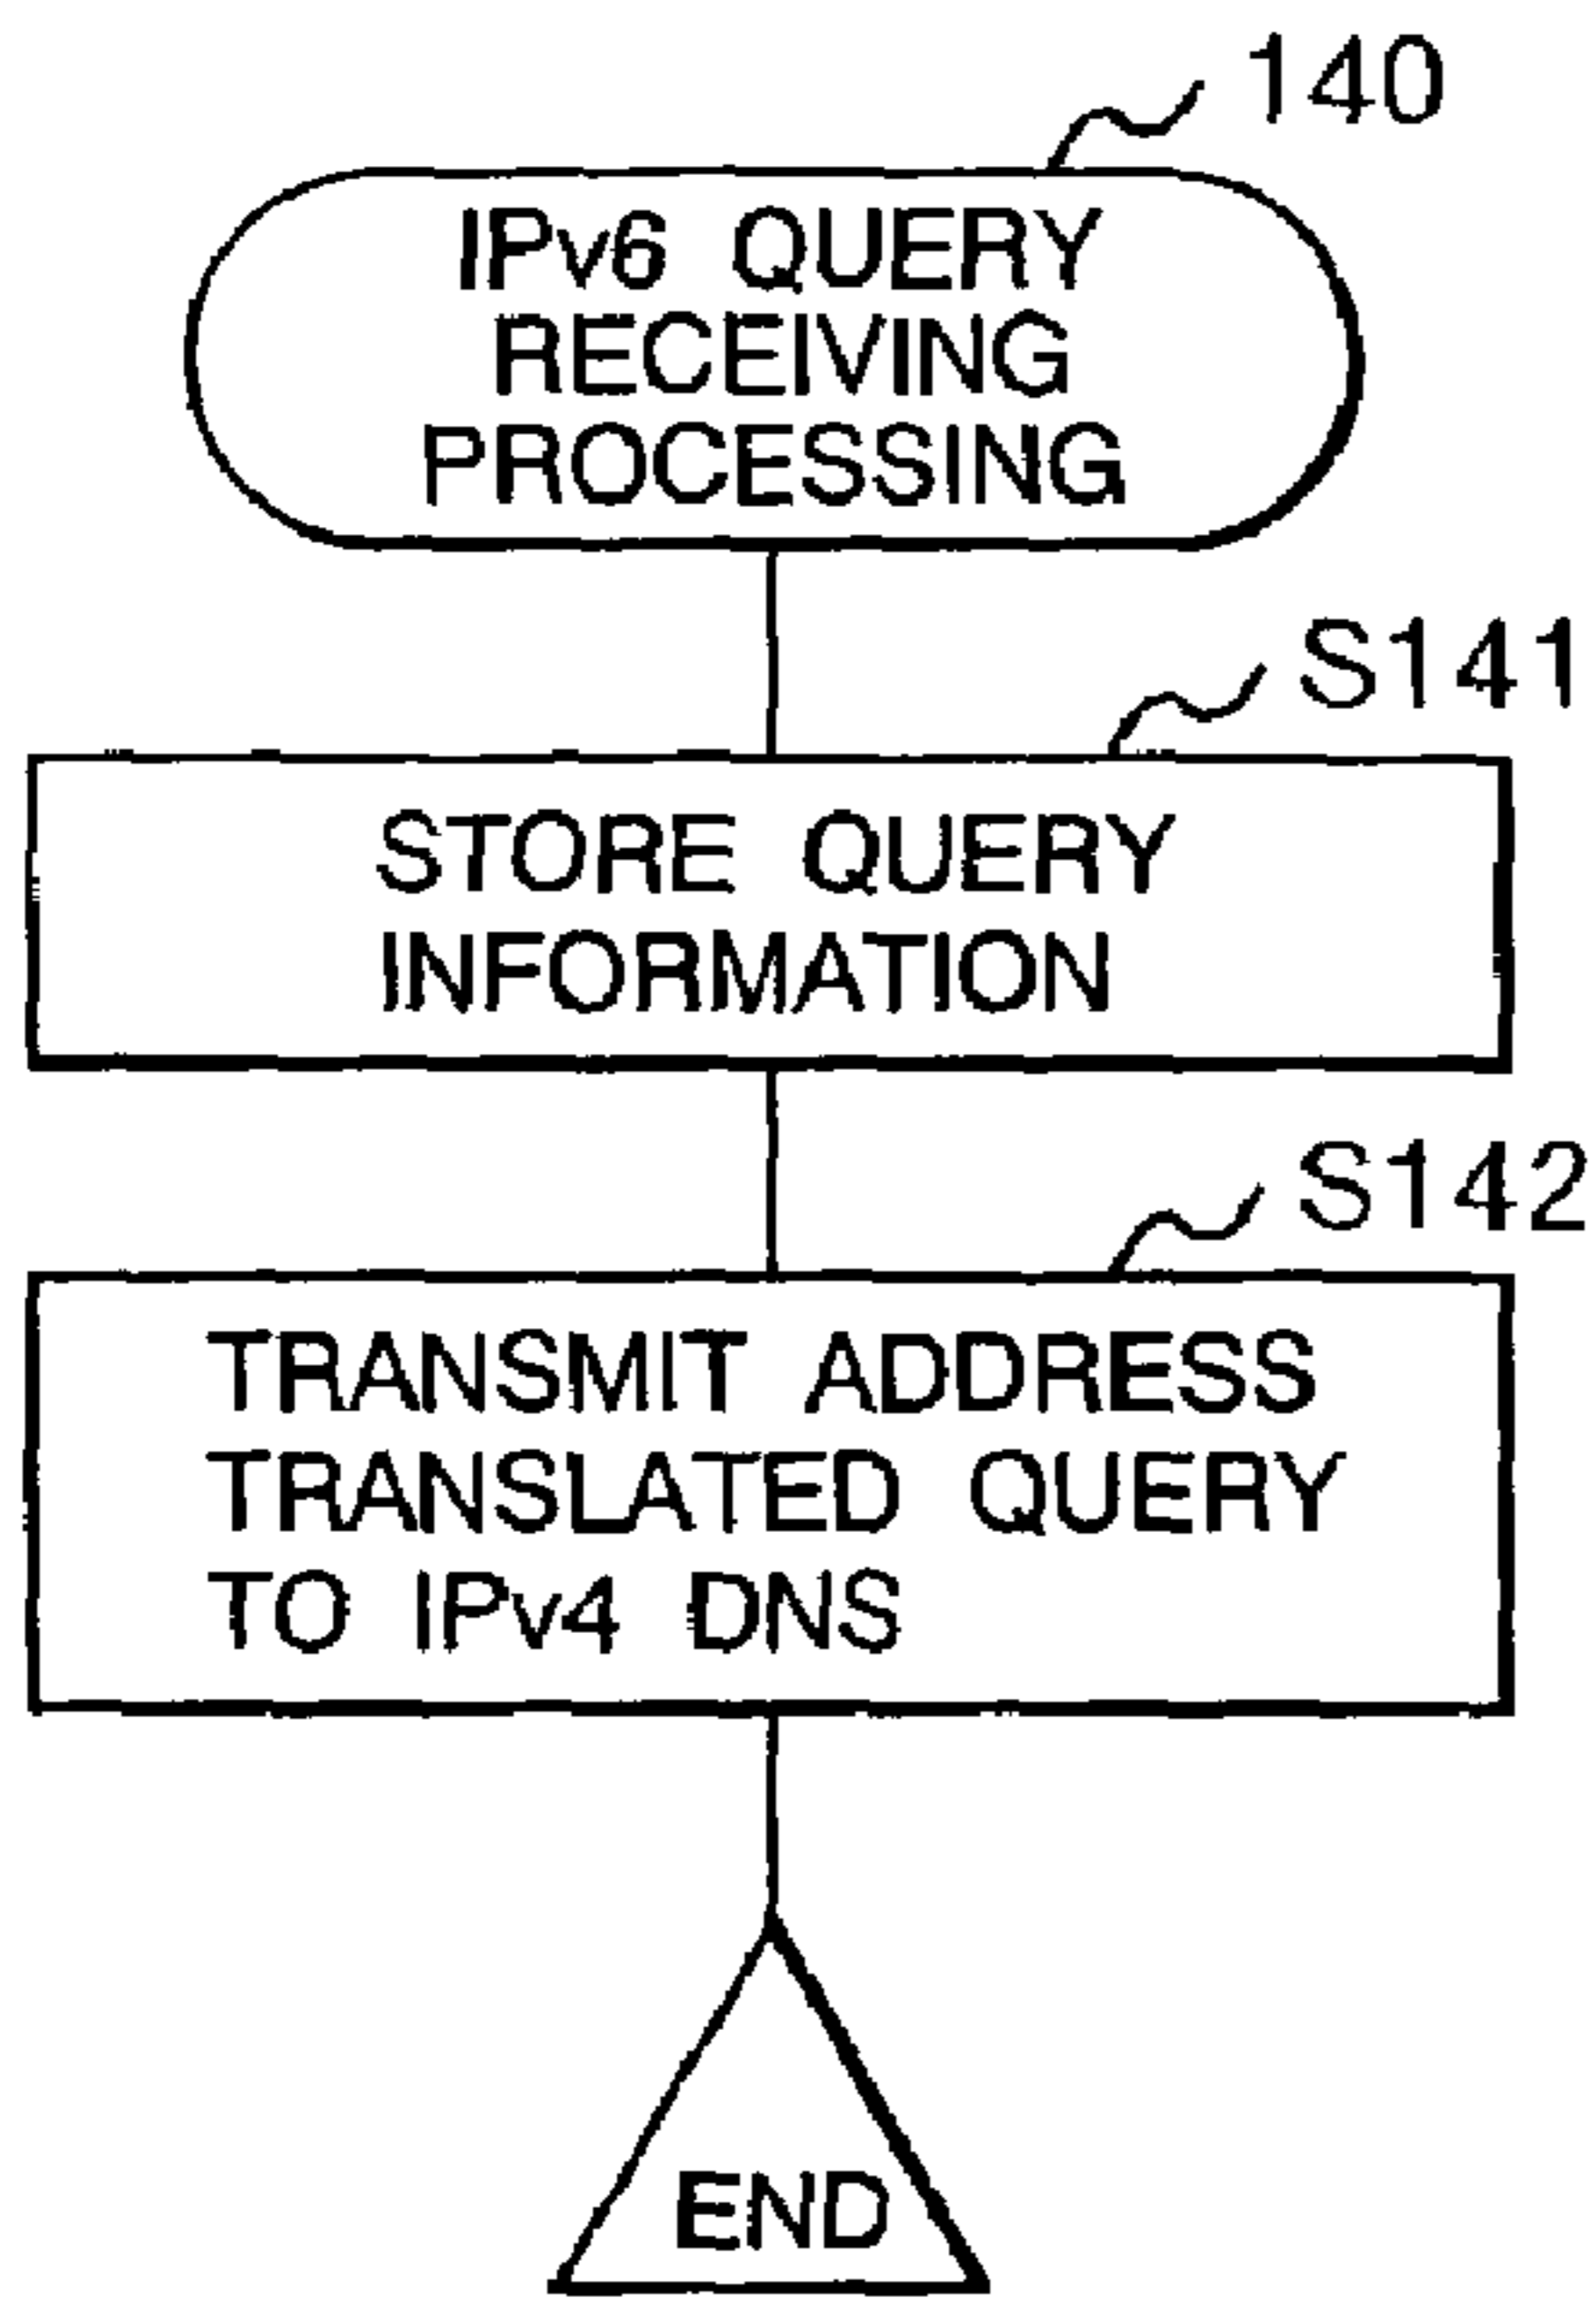 140
IPv6 QUERY
RECEIVING
PROCESSING
S141
STORE QUERY
INFORMATION
S142
TRANSMIT ADDRESS
TRANSLATED QUERY
TO IPv4 DNS
END